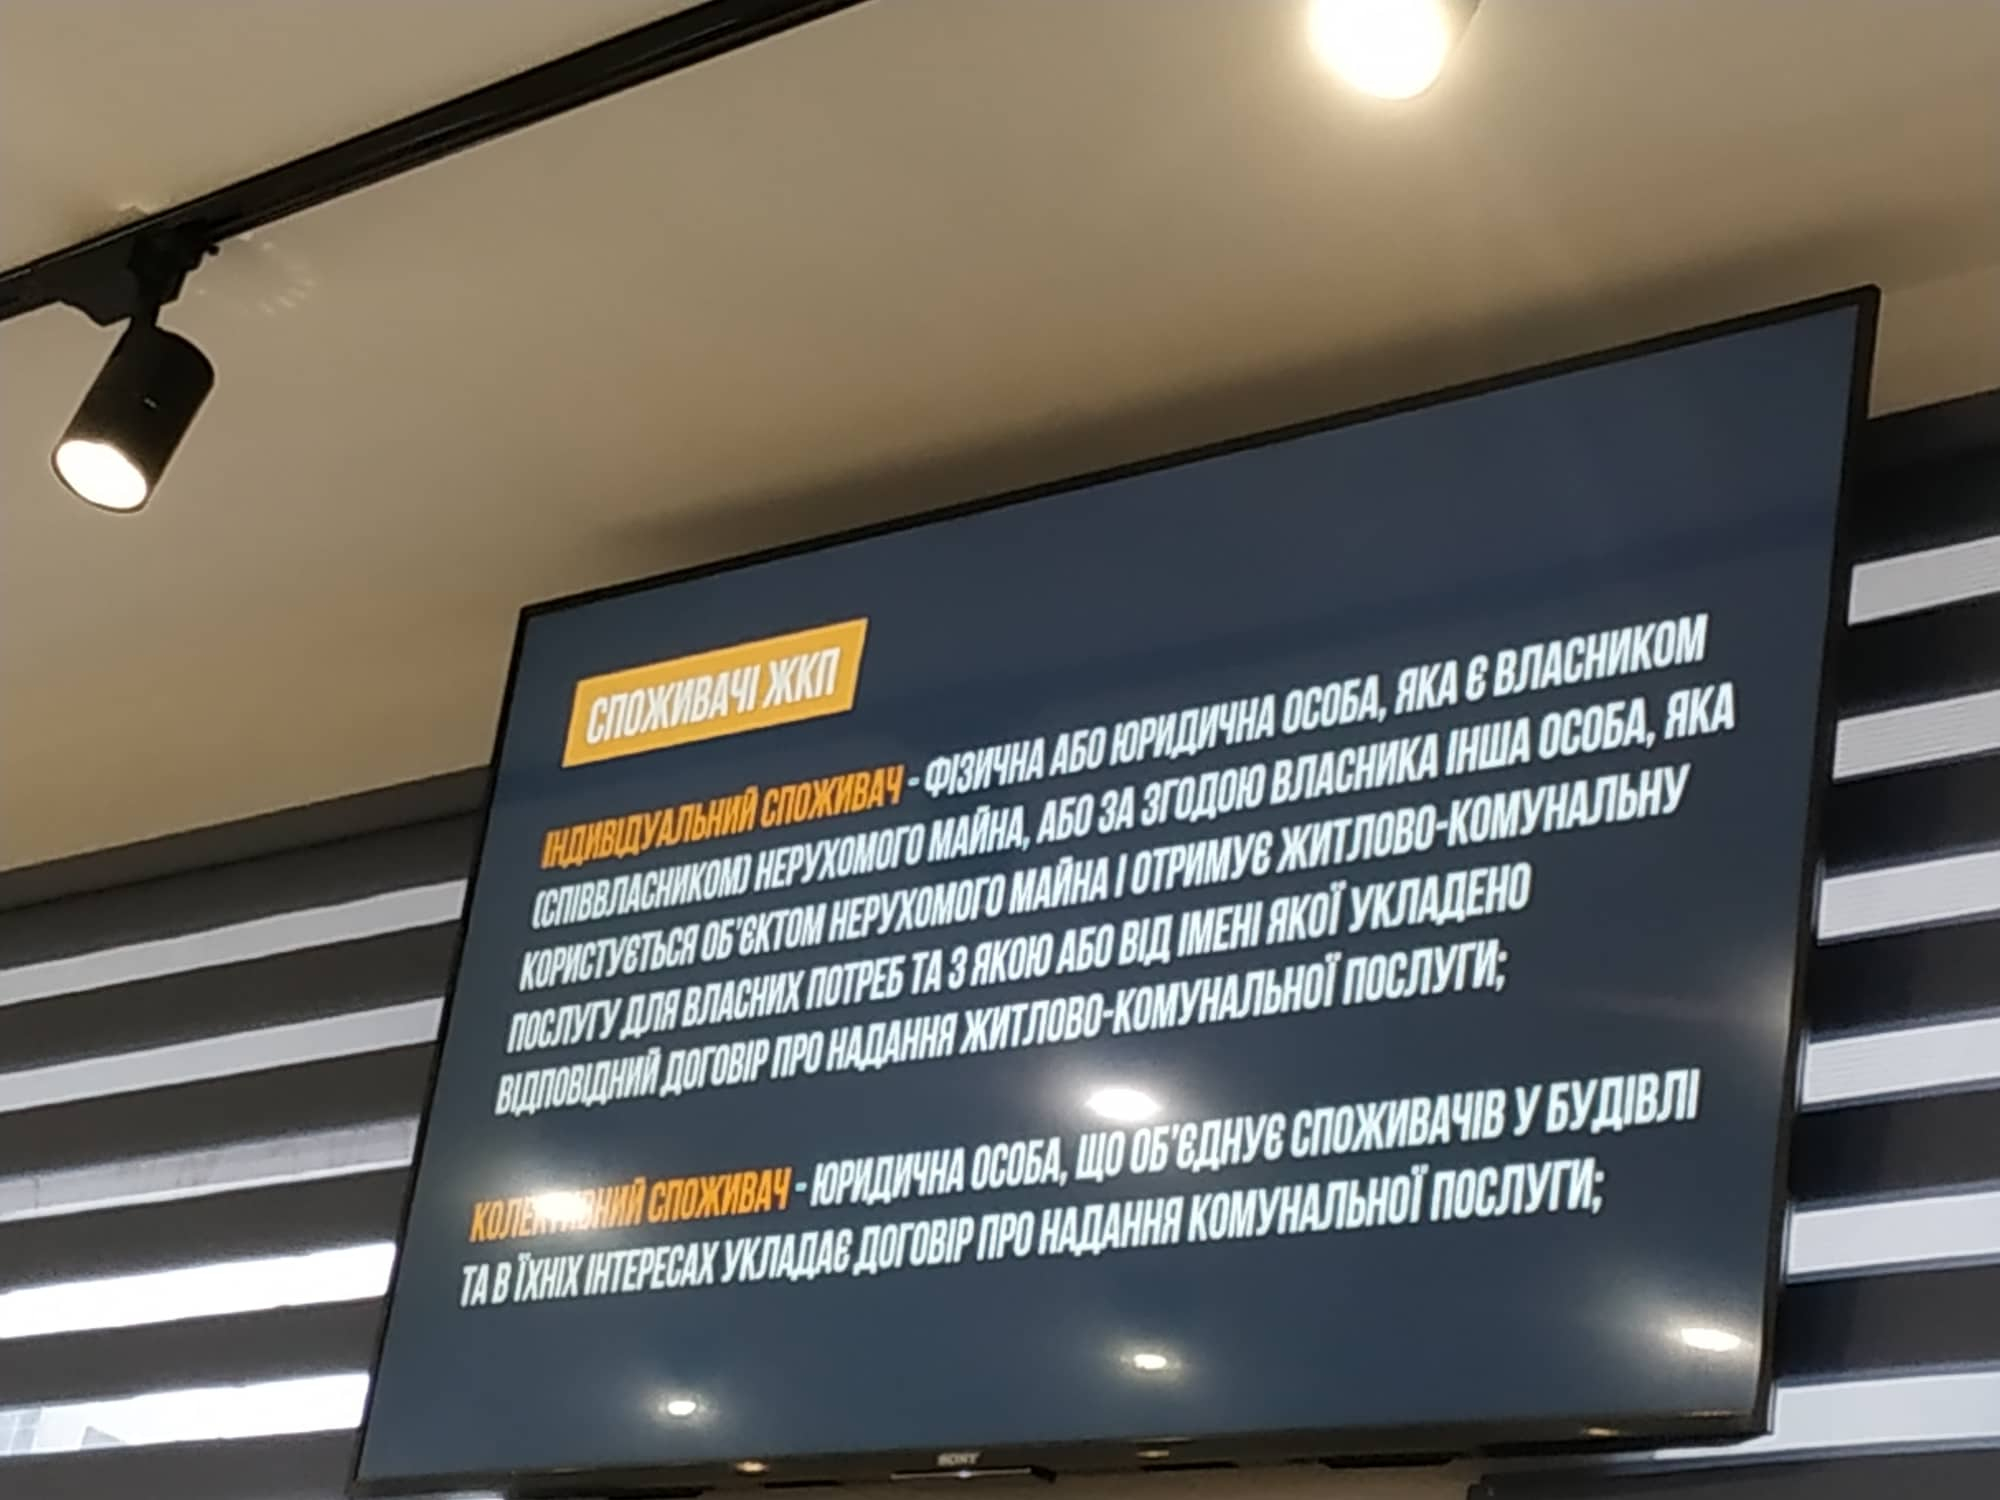 СПОЖИВАЧІ ЖКП
ІНДИВІДУАЛЬНИЙ СПОЖИВАЧ - ФІЗИЧНА АБО ЮРИДИЧНА ОСОБА, ЯКА Є ВЛАСНИКОМ
(СПІВВЛАСНИКОМ) НЕРУХОМОГО МАЙНА, АБО ЗА ЗГОДОЮ ВЛАСНИКА ІНША ОСОБА, ЯКА
КОРИСТУЄТЬСЯ ОБ'ЄКТОМ НЕРУХОМОГО МАЙНА І ОТРИМУЄ ЖИТЛОВО-КОМУНАЛЬНУ
ПОСЛУГУ ДЛЯ ВЛАСНИХ ПОТРЕБ ТА З ЯКОЮ АБО ВІД ІМЕНІ ЯКОЇ УКЛАДЕНО
ВІДПОВІДНИЙ ДОГОВІР ПРО НАДАННЯ ЖИТЛОВО-КОМУНАЛЬНОЇ ПОСЛУГИ;
КОЛЕКТИВНИЙ СПОЖИВАЧ - ЮРИДИЧНА ОСОБА, ЩО ОБ'ЄДНУЄ СПОЖИВАЧІВ У БУДІВЛІ
ТА В ЇХНІХ ІНТЕРЕСАХ УКЛАДАЄ ДОГОВІР ПРО НАДАННЯ КОМУНАЛЬНОЇ ПОСЛУГИ;
SONY